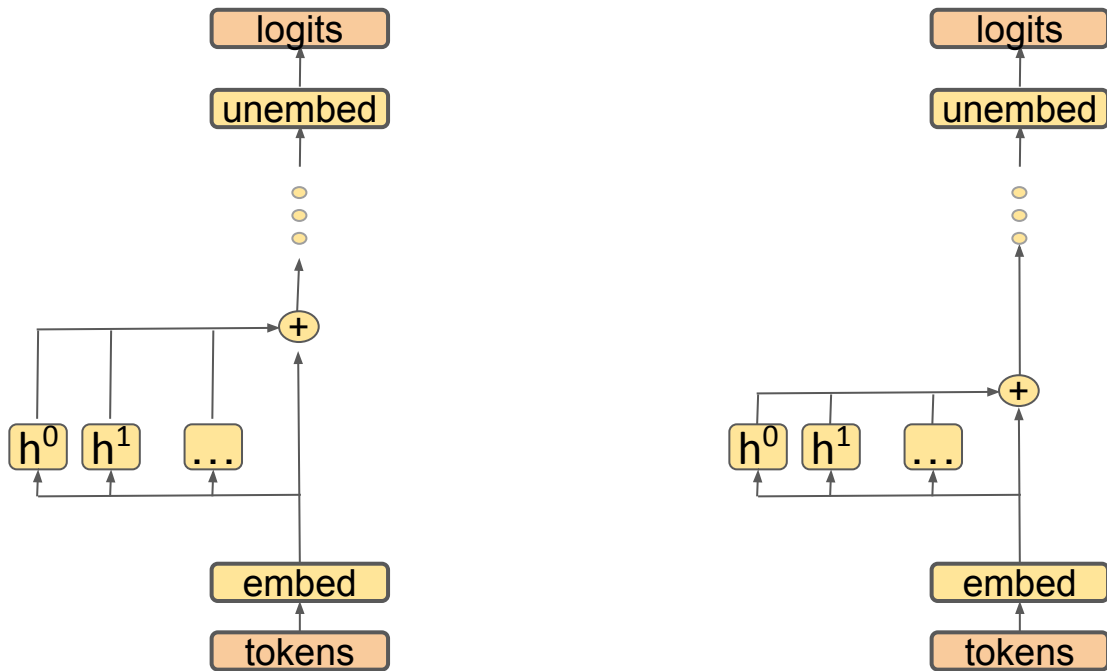 logits
unembed
+
h⁰ h¹ ...
embed
tokens
logits
unembed
+
h⁰ h¹ ...
embed
tokens